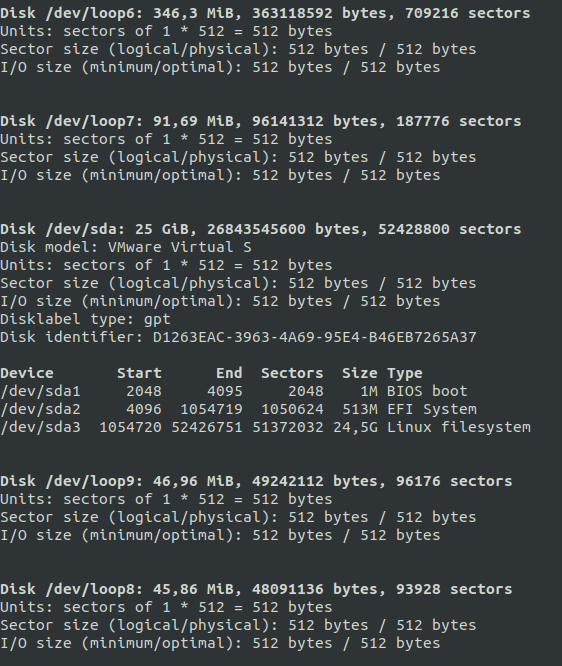 Disk /dev/loop6: 346,3 MiB, 363118592 bytes, 709216 sectors
Units: sectors of 1 * 512 = 512 bytes
Sector size (logical/physical): 512 bytes / 512 bytes
I/O size (minimum/optimal): 512 bytes / 512 bytes
Disk /dev/loop7: 91,69 MiB, 96141312 bytes, 187776 sectors
Units: sectors of 1 * 512 = 512 bytes
Sector size (logical/physical): 512 bytes / 512 bytes
I/O size (minimum/optimal): 512 bytes / 512 bytes
Disk /dev/sda: 25 GiB, 26843545600 bytes, 52428800 sectors
Disk model: VMware Virtual S
Units: sectors of 1 * 512 = 512 bytes
Sector size (logical/physical): 512 bytes / 512 bytes
I/O size (minimum/optimal): 512 bytes / 512 bytes
Disklabel type: gpt
Disk identifier: D1263EAC-3963-4A69-95E4-B46EB7265A37
Device       Start      End  Sectors  Size Type
/dev/sda1     2048     4095     2048    1M BIOS boot
/dev/sda2     4096  1054719  1050624  513M EFI System
/dev/sda3  1054720 52426751 51372032 24,5G Linux filesystem
Disk /dev/loop9: 46,96 MiB, 49242112 bytes, 96176 sectors
Units: sectors of 1 * 512 = 512 bytes
Sector size (logical/physical): 512 bytes / 512 bytes
I/O size (minimum/optimal): 512 bytes / 512 bytes
Disk /dev/loop8: 45,86 MiB, 48091136 bytes, 93928 sectors
Units: sectors of 1 * 512 = 512 bytes
Sector size (logical/physical): 512 bytes / 512 bytes
I/O size (minimum/optimal): 512 bytes / 512 bytes